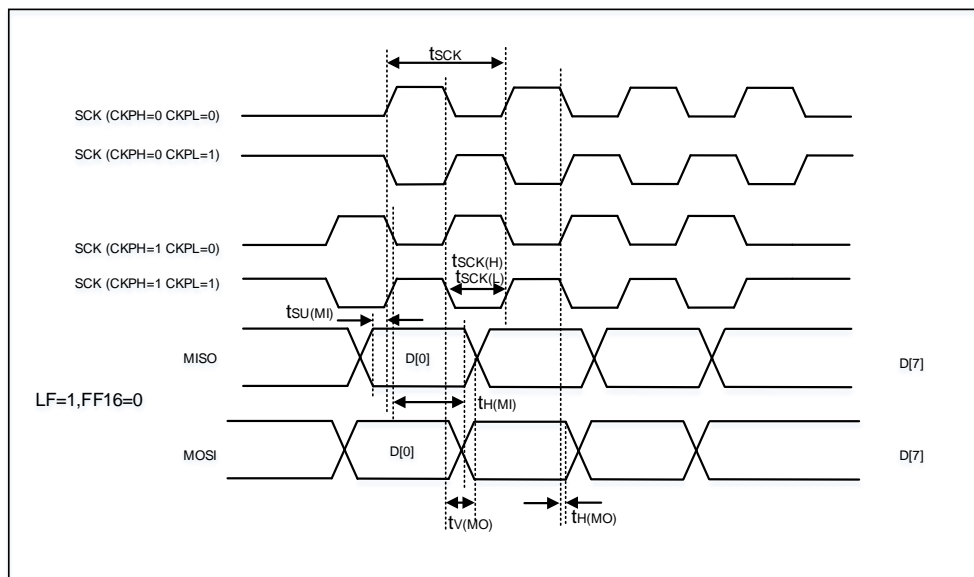 tSCK
SCK (CKPH=0 CKPL=0)
SCK (CKPH=0 CKPL=1)
SCK (CKPH=1 CKPL=0)
tSCK(H)
tSCK(L)
SCK (CKPH=1 CKPL=1)
tSU(MI)
MISO
D[0]
D[7]
LF=1,FF16=0
tH(MI)
MOSI
D[0]
D[7]
tV(MO)
tH(MO)